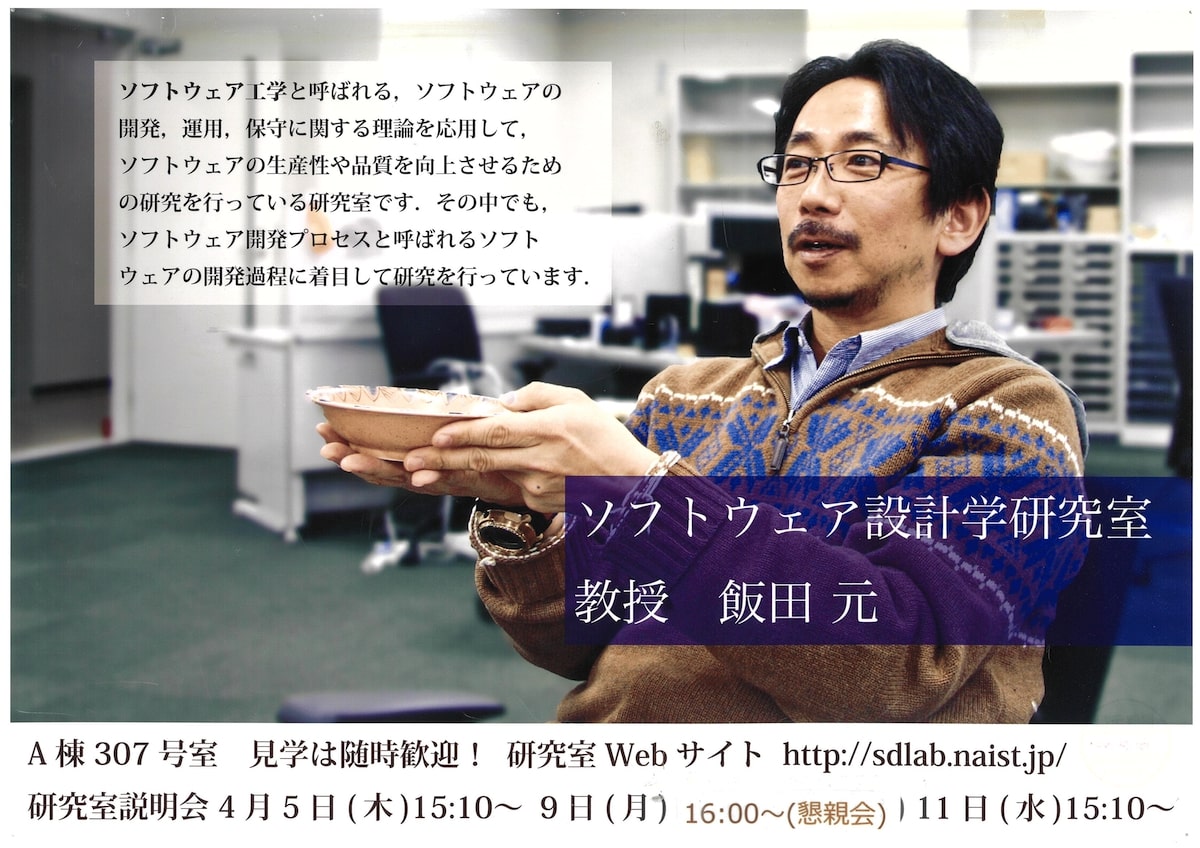 ソフトウェア工学と呼ばれる，ソフトウェアの
開発，運用，保守に関する理論を応用して，
ソフトウェアの生産性や品質を向上させるため
の研究を行っている研究室です．その中でも，
ソフトウェア開発プロセスと呼ばれるソフト
ウェアの開発過程に着目して研究を行っています．
ソフトウェア設計学研究室
教授　飯田 元
A 棟 307 号室　見学は随時歓迎！ 研究室 Web サイト http://sdlab.naist.jp/
研究室説明会 4 月 5 日 (木)15:10～ 9 日 (月) 16:00～(懇親会) ) 11 日 (水)15:10～